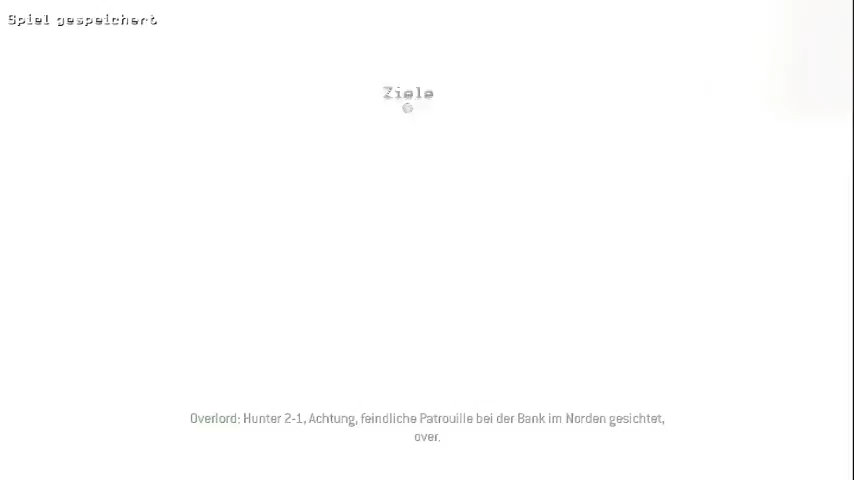 Spiel gespeichert
Ziele
Overlord: Hunter 2-1, Achtung, feindliche Patrouille bei der Bank im Norden gesichtet,
over.